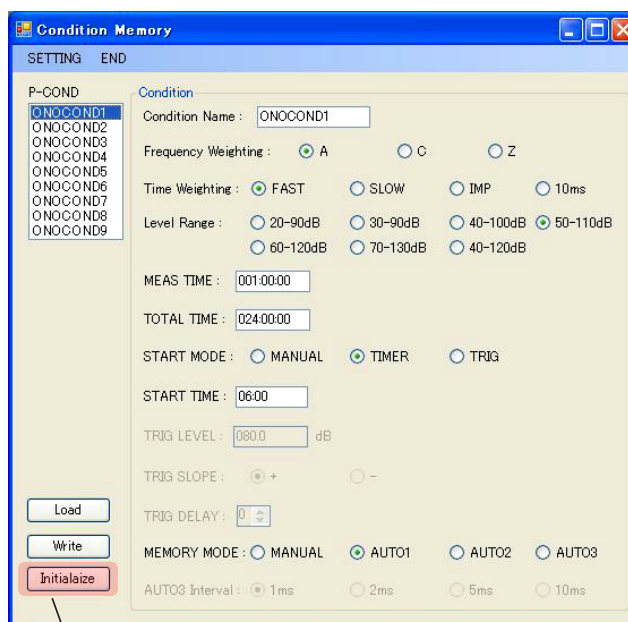 Condition Memory
SETTING END
P-COND
ONOCOND1
ONOCOND2
ONOCOND3
ONOCOND4
ONOCOND5
ONOCOND6
ONOCOND7
ONOCOND8
ONOCOND9
Load
Write
Initialaize
Condition
Condition Name : ONOCOND1
Frequency Weighting : A C Z
Time Weighting : FAST SLOW IMP 10ms
Level Range : 20-90dB 30-90dB 40-100dB 50-110dB
60-120dB 70-130dB 40-120dB
MEAS TIME : 001:00:00
TOTAL TIME : 024:00:00
START MODE : MANUAL TIMER TRIG
START TIME : 06:00
TRIG LEVEL : 080.0 dB
TRIG SLOPE : + -
TRIG DELAY : 0
MEMORY MODE : MANUAL AUTO1 AUTO2 AUTO3
AUTO3 Interval : 1ms 2ms 5ms 10ms